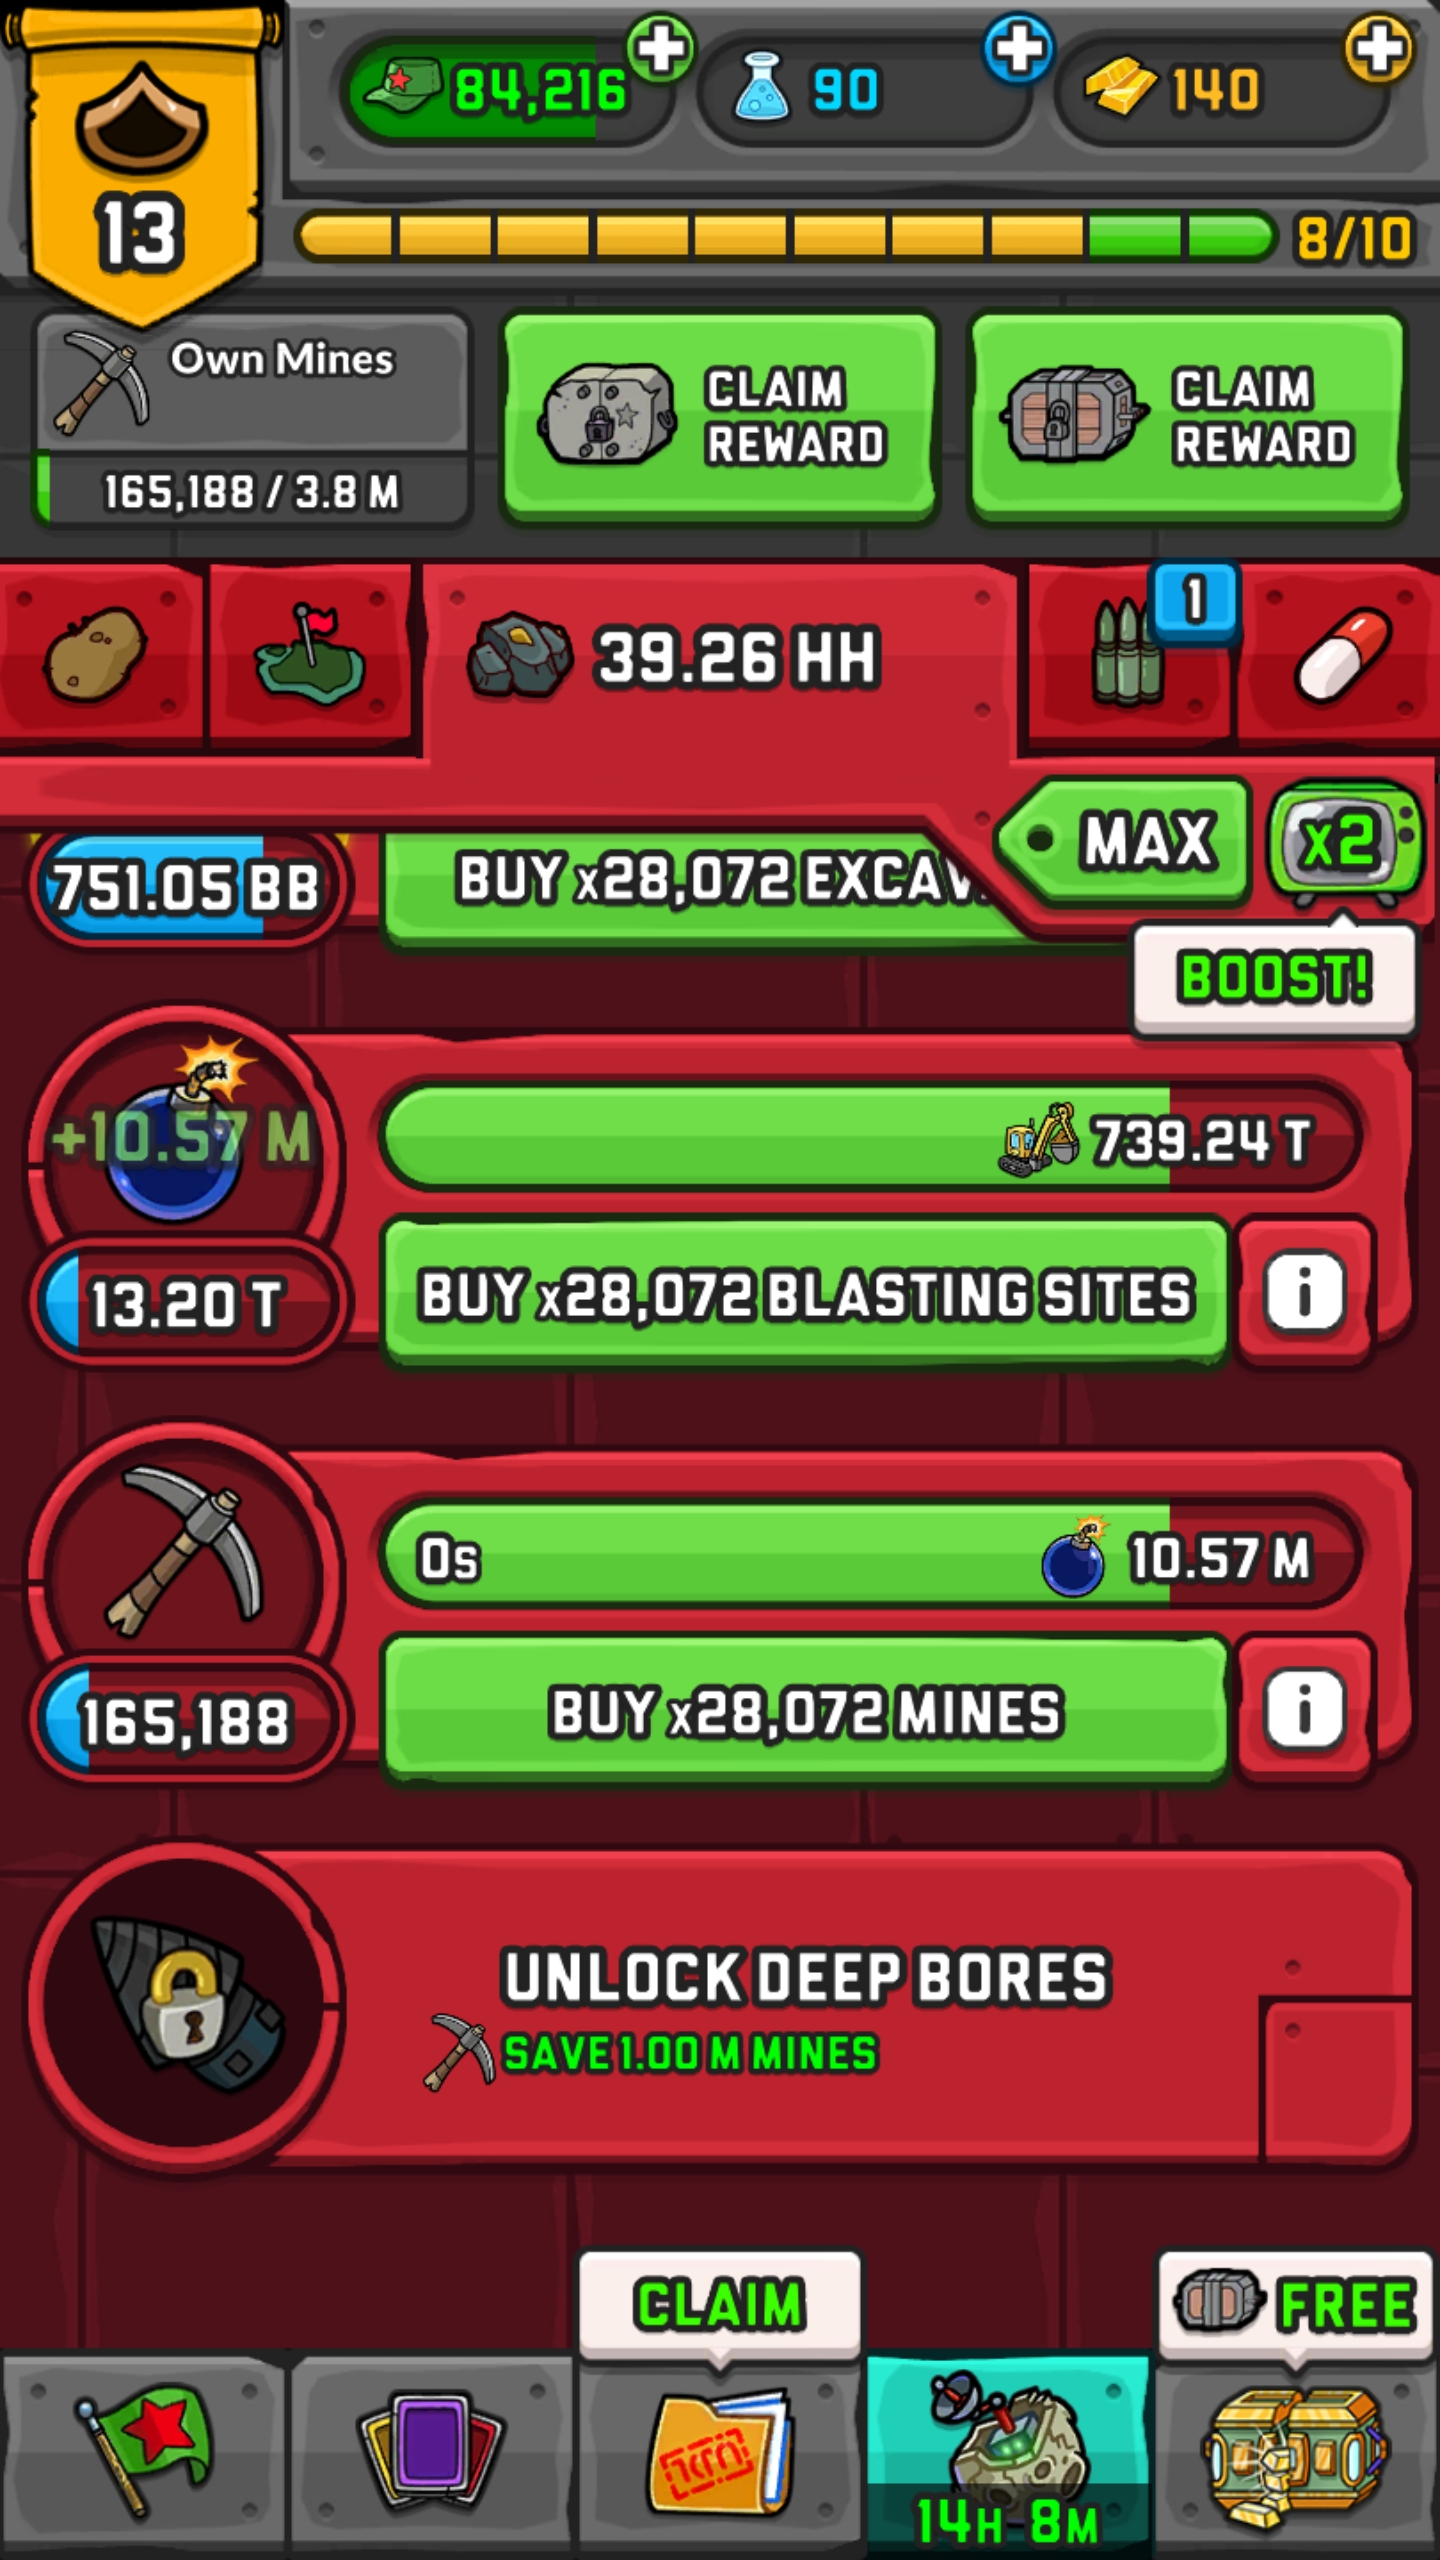 84,216
90
140
13
8/10
Own Mines
165,188 / 3.8 M
CLAIM
REWARD
CLAIM
REWARD
39.26 HH
1
MAX
x2
BOOST!
751.05 BB
BUY x28,072 EXCAV
+10.57 M
739.24 T
13.20 T
BUY x28,072 BLASTING SITES
i
0s
10.57 M
165,188
BUY x28,072 MINES
i
UNLOCK DEEP BORES
SAVE 1.00 M MINES
CLAIM
FREE
14H 8M